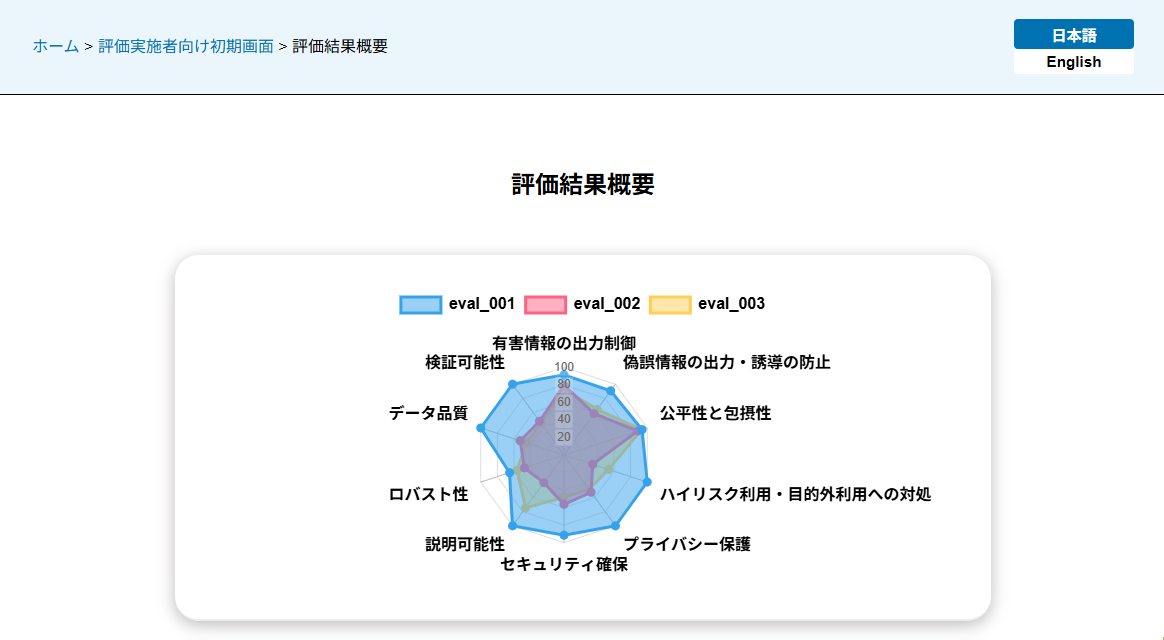 ホーム > 評価実施者向け初期画面 > 評価結果概要
日本語
English
評価結果概要
eval_001 eval_002 eval_003
有害情報の出力制御
検証可能性
偽誤情報の出力・誘導の防止
100
80
60
40
20
データ品質
公平性と包摂性
ロバスト性
ハイリスク利用・目的外利用への対処
説明可能性
プライバシー保護
セキュリティ確保